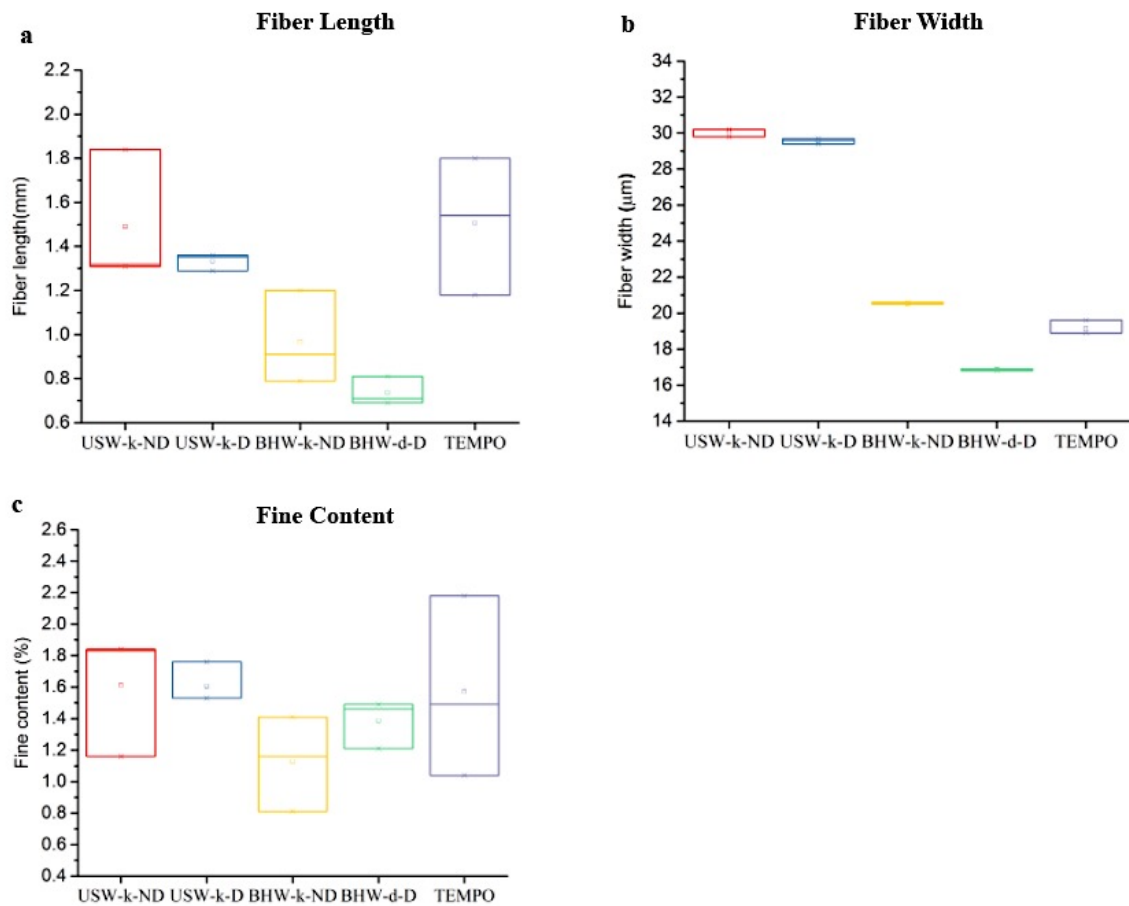 a
Fiber Length
2.2
2.0
1.8
1.6
1.4
1.2
1.0
0.8
0.6
Fiber length(mm)
USW-k-ND USW-k-D BHW-k-ND BHW-d-D TEMPO
b
Fiber Width
34
32
30
28
26
24
22
20
18
16
14
Fiber width (μm)
USW-k-ND USW-k-D BHW-k-ND BHW-d-D TEMPO
c
Fine Content
2.6
2.4
2.2
2.0
1.8
1.6
1.4
1.2
1.0
0.8
0.6
0.4
Fine content (%)
USW-k-ND USW-k-D BHW-k-ND BHW-d-D TEMPO